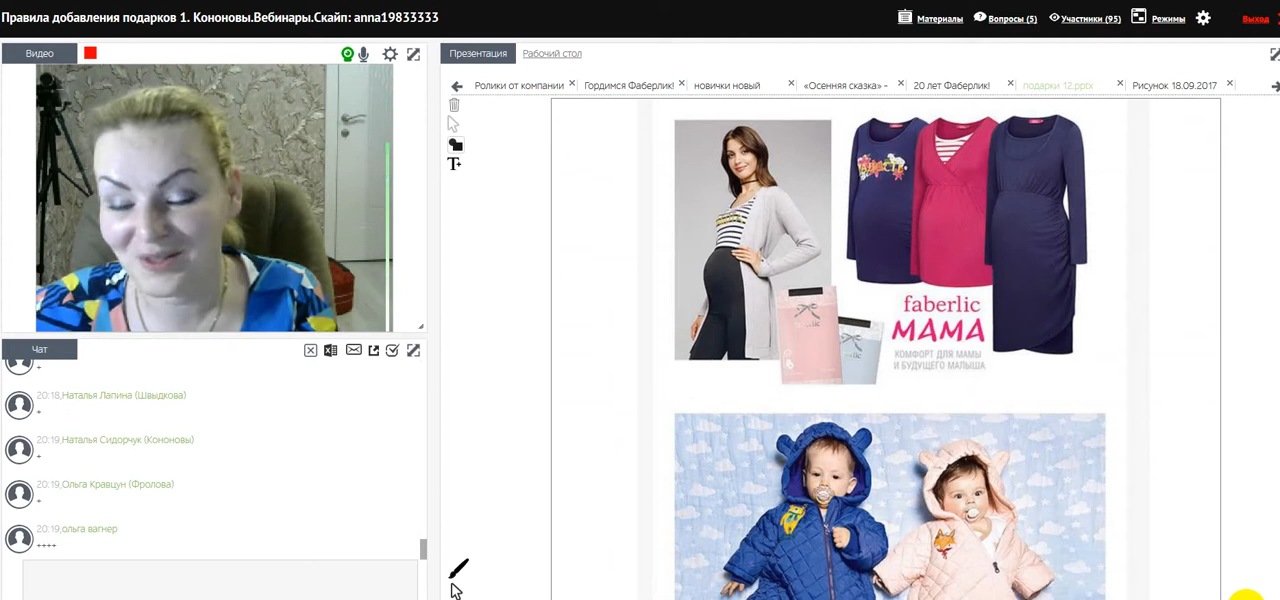 Правила добавления подарков 1. Кононовы.Вебинары.Скайп: anna19833333
Материалы
Вопросы (5)
Участники (95)
Режимы
Выход
Видео
Презентация
Рабочий стол
Ролики от компании
Гордимся Фаберлик!
новички новый
«Осенняя сказка» -
20 лет Фаберлик!
подарки 12.pptx
Рисунок 18.09.2017
T+
faberlic
МАМА
КОМФОРТ ДЛЯ МАМЫ
И БУДУЩЕГО МАЛЫША
Чат
+
20:18,Наталья Лапина (Швыдкова)
+
20:19,Наталья Сидорчук (Кононовы)
+
20:19,Ольга Кравцун (Фролова)
+
20:19,ольга вагнер
++++